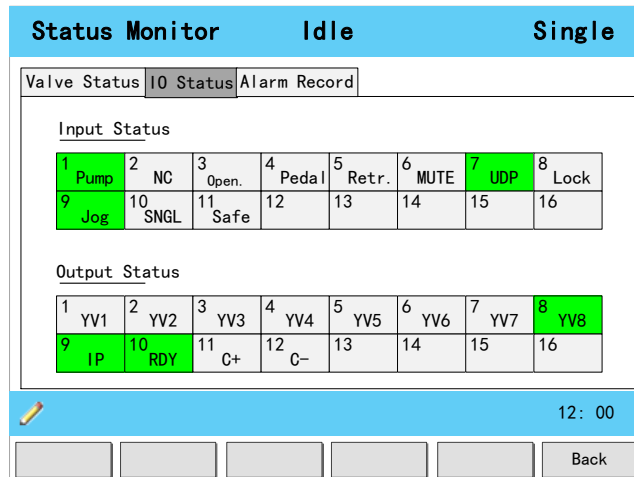 Status Monitor Idle Single
Valve Status IO Status Alarm Record
Input Status
1 Pump 2 NC 3 Open. 4 Pedal 5 Retr. 6 MUTE 7 UDP 8 Lock
9 Jog 10 SNGL 11 Safe 12 13 14 15 16
Output Status
1 YV1 2 YV2 3 YV3 4 YV4 5 YV5 6 YV6 7 YV7 8 YV8
9 IP 10 RDY 11 C+ 12 C- 13 14 15 16
12: 00
Back